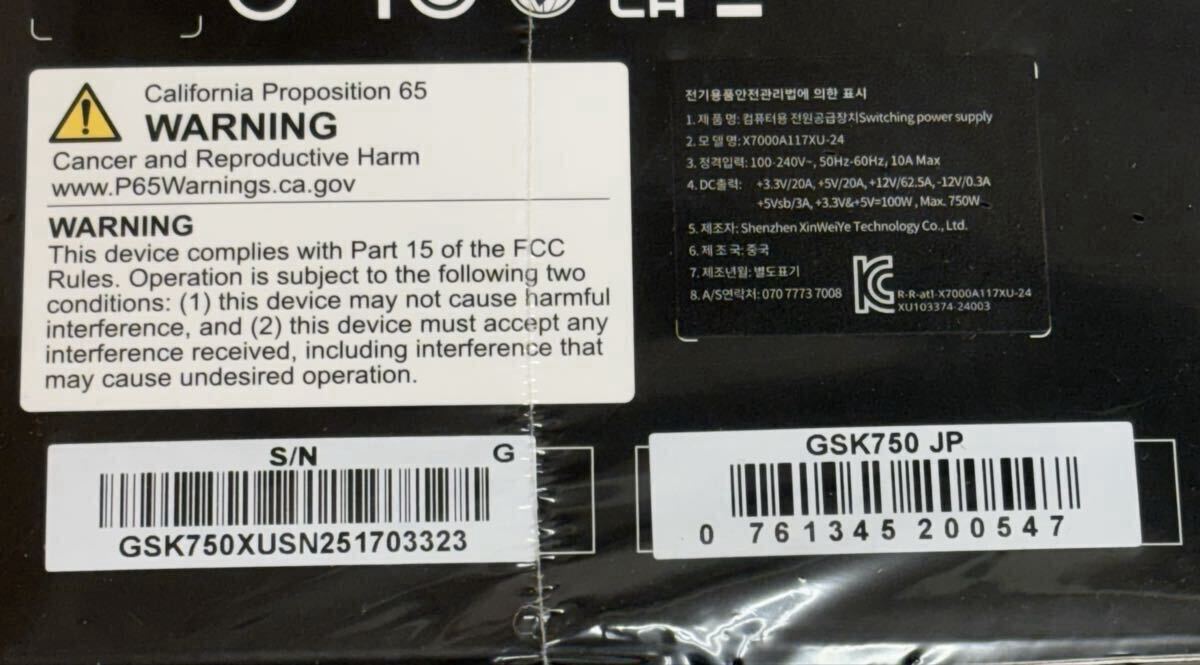 California Proposition 65
WARNING
Cancer and Reproductive Harm
www.P65Warnings.ca.gov
WARNING
This device complies with Part 15 of the FCC
Rules. Operation is subject to the following two
conditions: (1) this device may not cause harmful
interference, and (2) this device must accept any
interference received, including interference that
may cause undesired operation.
전기용품안전관리법에 의한 표시
1. 제 품 명: 컴퓨터용 전원공급장치Switching power supply
2. 모 델 명: X7000A117XU-24
3. 정격입력: 100-240V~, 50Hz-60Hz, 10A Max
4. DC출력: +3.3V/20A, +5V/20A, +12V/62.5A, -12V/0.3A
+5Vsb/3A, +3.3V&+5V=100W , Max. 750W
5. 제조자: Shenzhen XinWeiYe Technology Co., Ltd.
6. 제 조 국: 중국
7. 제조년월: 별도표기
8. A/S연락처: 070 7773 7008
R-R-at!-X7000A117XU-24
XU103374-24003
S/N G
GSK750XUSN251703323
GSK750 JP
0 761345 200547